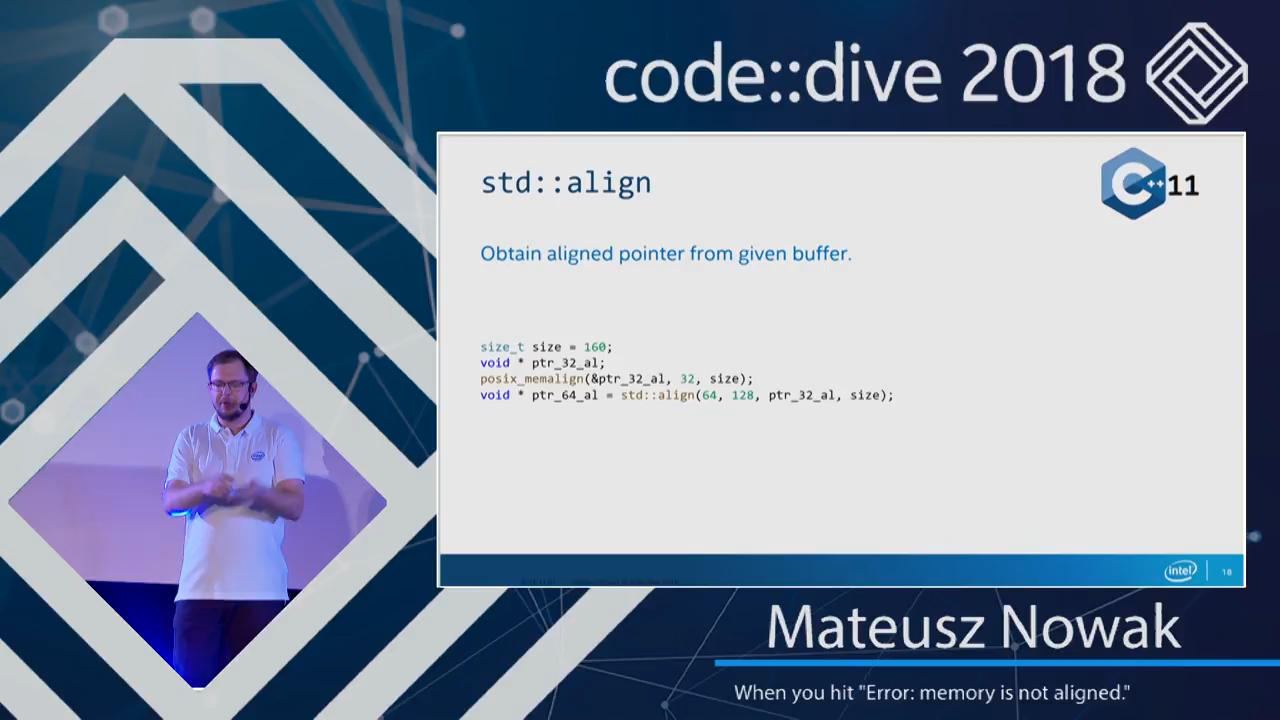 code::dive 2018
std::align
C++ 11
Obtain aligned pointer from given buffer.
size_t size = 160;
void * ptr_32_al;
posix_memalign(&ptr_32_al, 32, size);
void * ptr_64_al = std::align(64, 128, ptr_32_al, size);
intel
18
Mateusz Nowak
When you hit "Error: memory is not aligned."